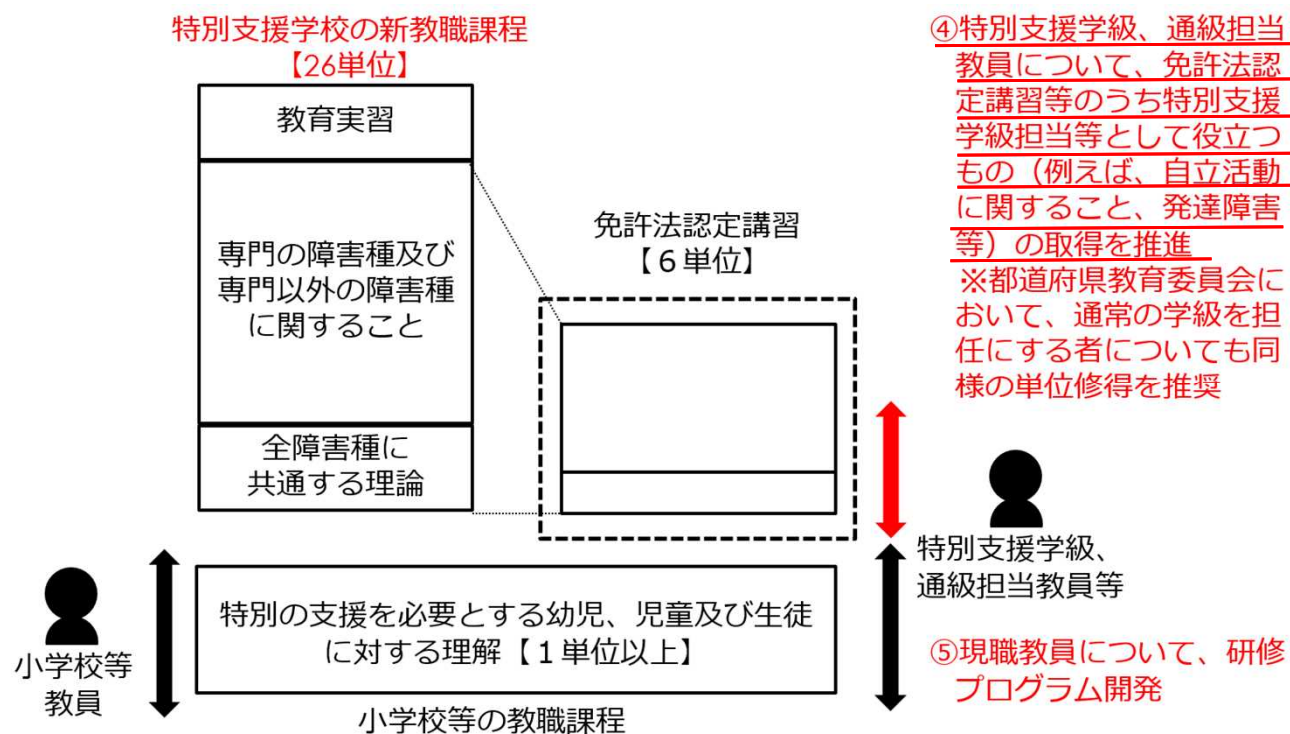 特別支援学校の新教職課程
【26単位】
教育実習
専門の障害種及び
専門以外の障害種
に関すること
全障害種に
共通する理論
免許法認定講習
【６単位】
④特別支援学級、通級担当
教員について、免許法認
定講習等のうち特別支援
学級担当等として役立つ
もの（例えば、自立活動
に関すること、発達障害
等）の取得を推進
※都道府県教育委員会に
おいて、通常の学級を担
任にする者についても同
様の単位修得を推奨
特別支援学級、
通級担当教員等
小学校等
教員
特別の支援を必要とする幼児、児童及び生徒
に対する理解【１単位以上】
小学校等の教職課程
⑤現職教員について、研修
プログラム開発